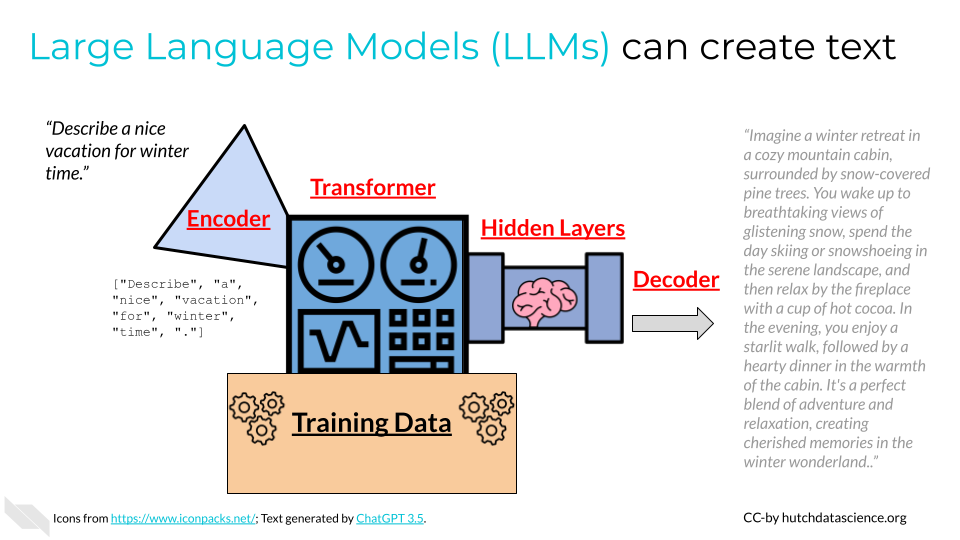 Large Language Models (LLMs) can create text
“Describe a nice
vacation for winter
time.”
Encoder
["Describe", "a",
"nice", "vacation",
"for", "winter",
"time", "."]
Transformer
Hidden Layers
Decoder
Training Data
“Imagine a winter retreat in
a cozy mountain cabin,
surrounded by snow-covered
pine trees. You wake up to
breathtaking views of
glistening snow, spend the
day skiing or snowshoeing in
the serene landscape, and
then relax by the fireplace
with a cup of hot cocoa. In
the evening, you enjoy a
starlit walk, followed by a
hearty dinner in the warmth
of the cabin. It's a perfect
blend of adventure and
relaxation, creating
cherished memories in the
winter wonderland..”
Icons from https://www.iconpacks.net/; Text generated by ChatGPT 3.5.
CC-by hutchdatascience.org